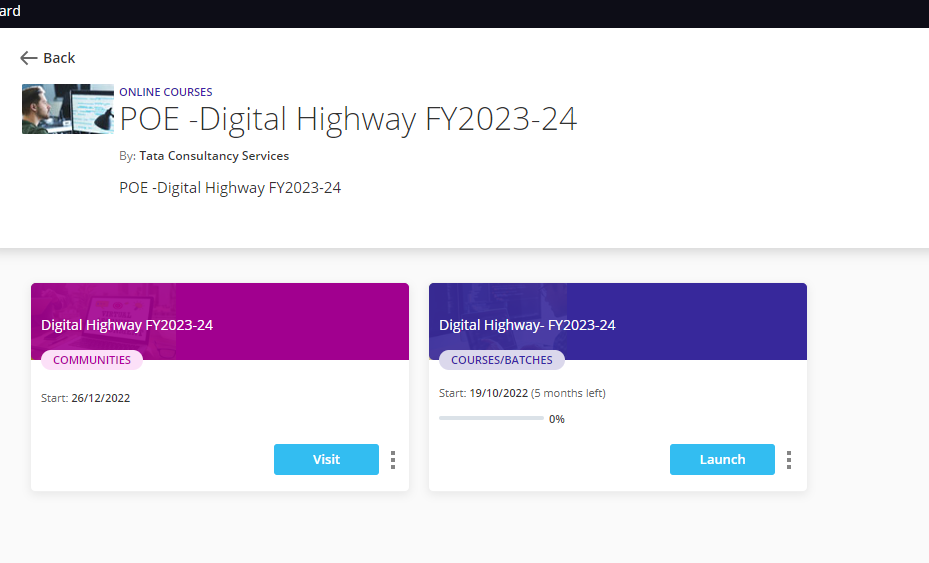 ard
Back
ONLINE COURSES
POE -Digital Highway FY2023-24
By: Tata Consultancy Services
POE -Digital Highway FY2023-24
Digital Highway FY2023-24
COMMUNITIES
Start: 26/12/2022
Visit
Digital Highway- FY2023-24
COURSES/BATCHES
Start: 19/10/2022 (5 months left)
0%
Launch